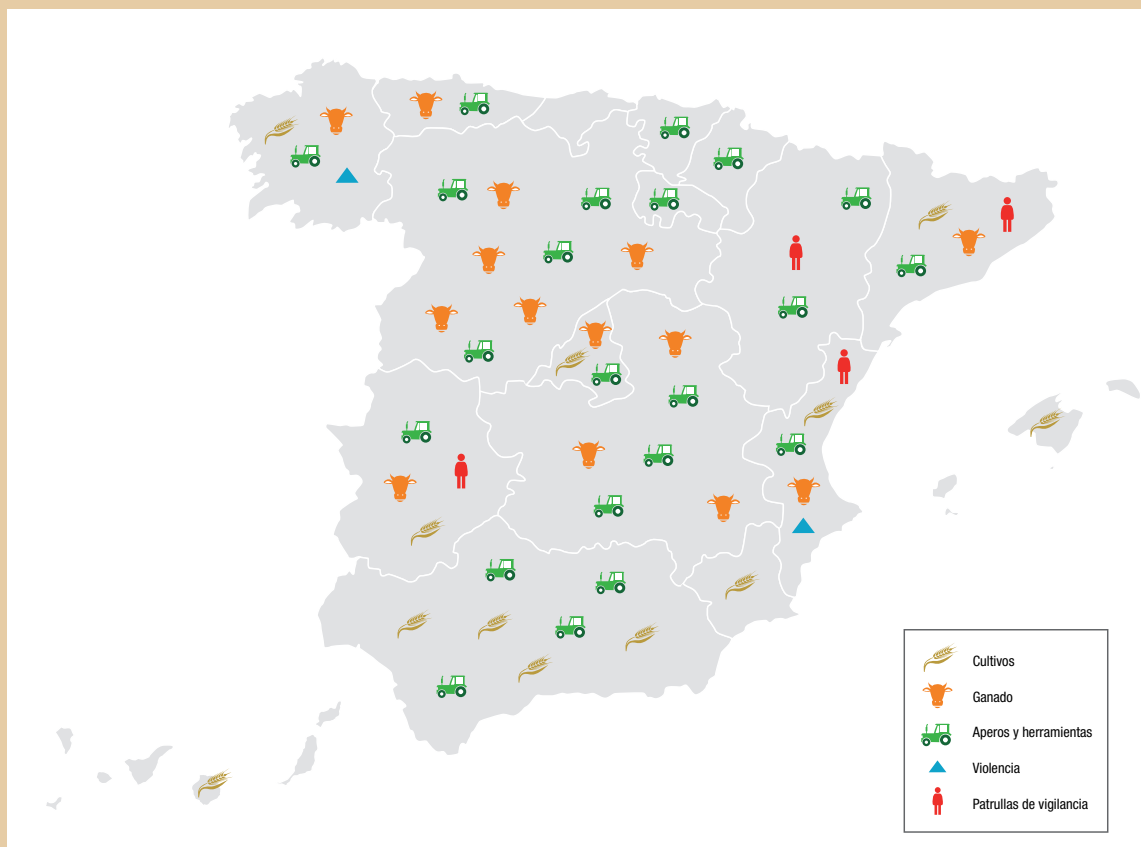 Cultivos
Ganado
Aperos y herramientas
Violencia
Patrullas de vigilancia